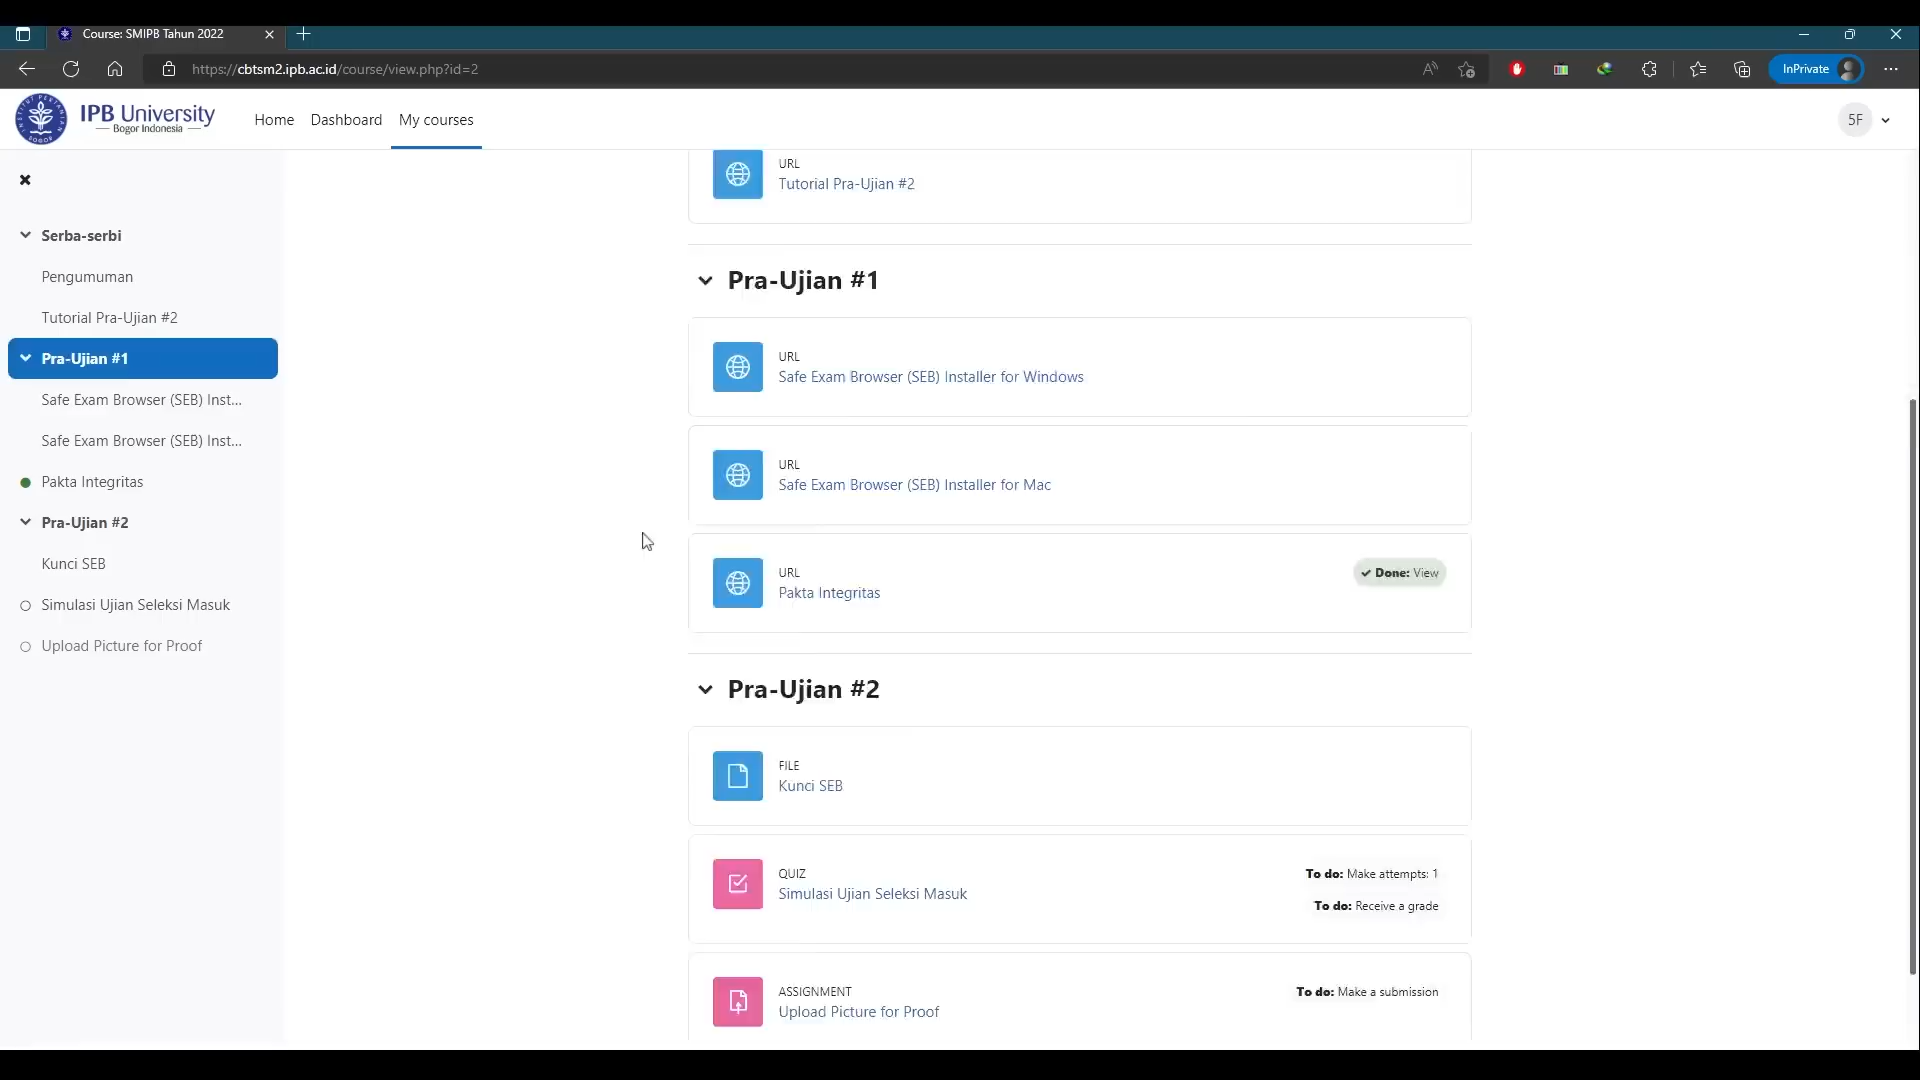 Course: SMIPB Tahun 2022
https://cbtsm2.ipb.ac.id/course/view.php?id=2
InPrivate
IPB University
Bogor Indonesia
Home
Dashboard
My courses
5F
Serba-serbi
Pengumuman
Tutorial Pra-Ujian #2
Pra-Ujian #1
Safe Exam Browser (SEB) Inst...
Safe Exam Browser (SEB) Inst...
Pakta Integritas
Pra-Ujian #2
Kunci SEB
Simulasi Ujian Seleksi Masuk
Upload Picture for Proof
URL
Tutorial Pra-Ujian #2
Pra-Ujian #1
URL
Safe Exam Browser (SEB) Installer for Windows
URL
Safe Exam Browser (SEB) Installer for Mac
URL
Pakta Integritas
Done: View
Pra-Ujian #2
FILE
Kunci SEB
QUIZ
Simulasi Ujian Seleksi Masuk
To do: Make attempts: 1
To do: Receive a grade
ASSIGNMENT
Upload Picture for Proof
To do: Make a submission